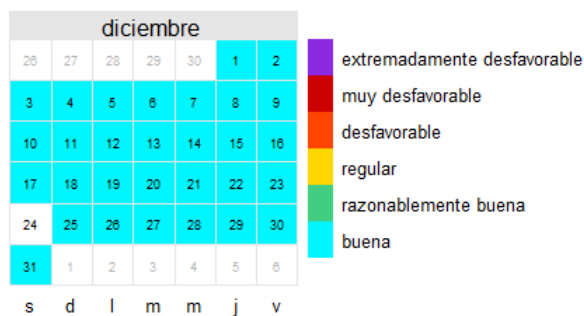 diciembre
26 27 28 29 30 1 2
3 4 5 6 7 8 9
10 11 12 13 14 15 16
17 18 19 20 21 22 23
24 25 26 27 28 29 30
31 1 2 3 4 5 6
s d l m m j v
extremadamente desfavorable
muy desfavorable
desfavorable
regular
razonablemente buena
buena